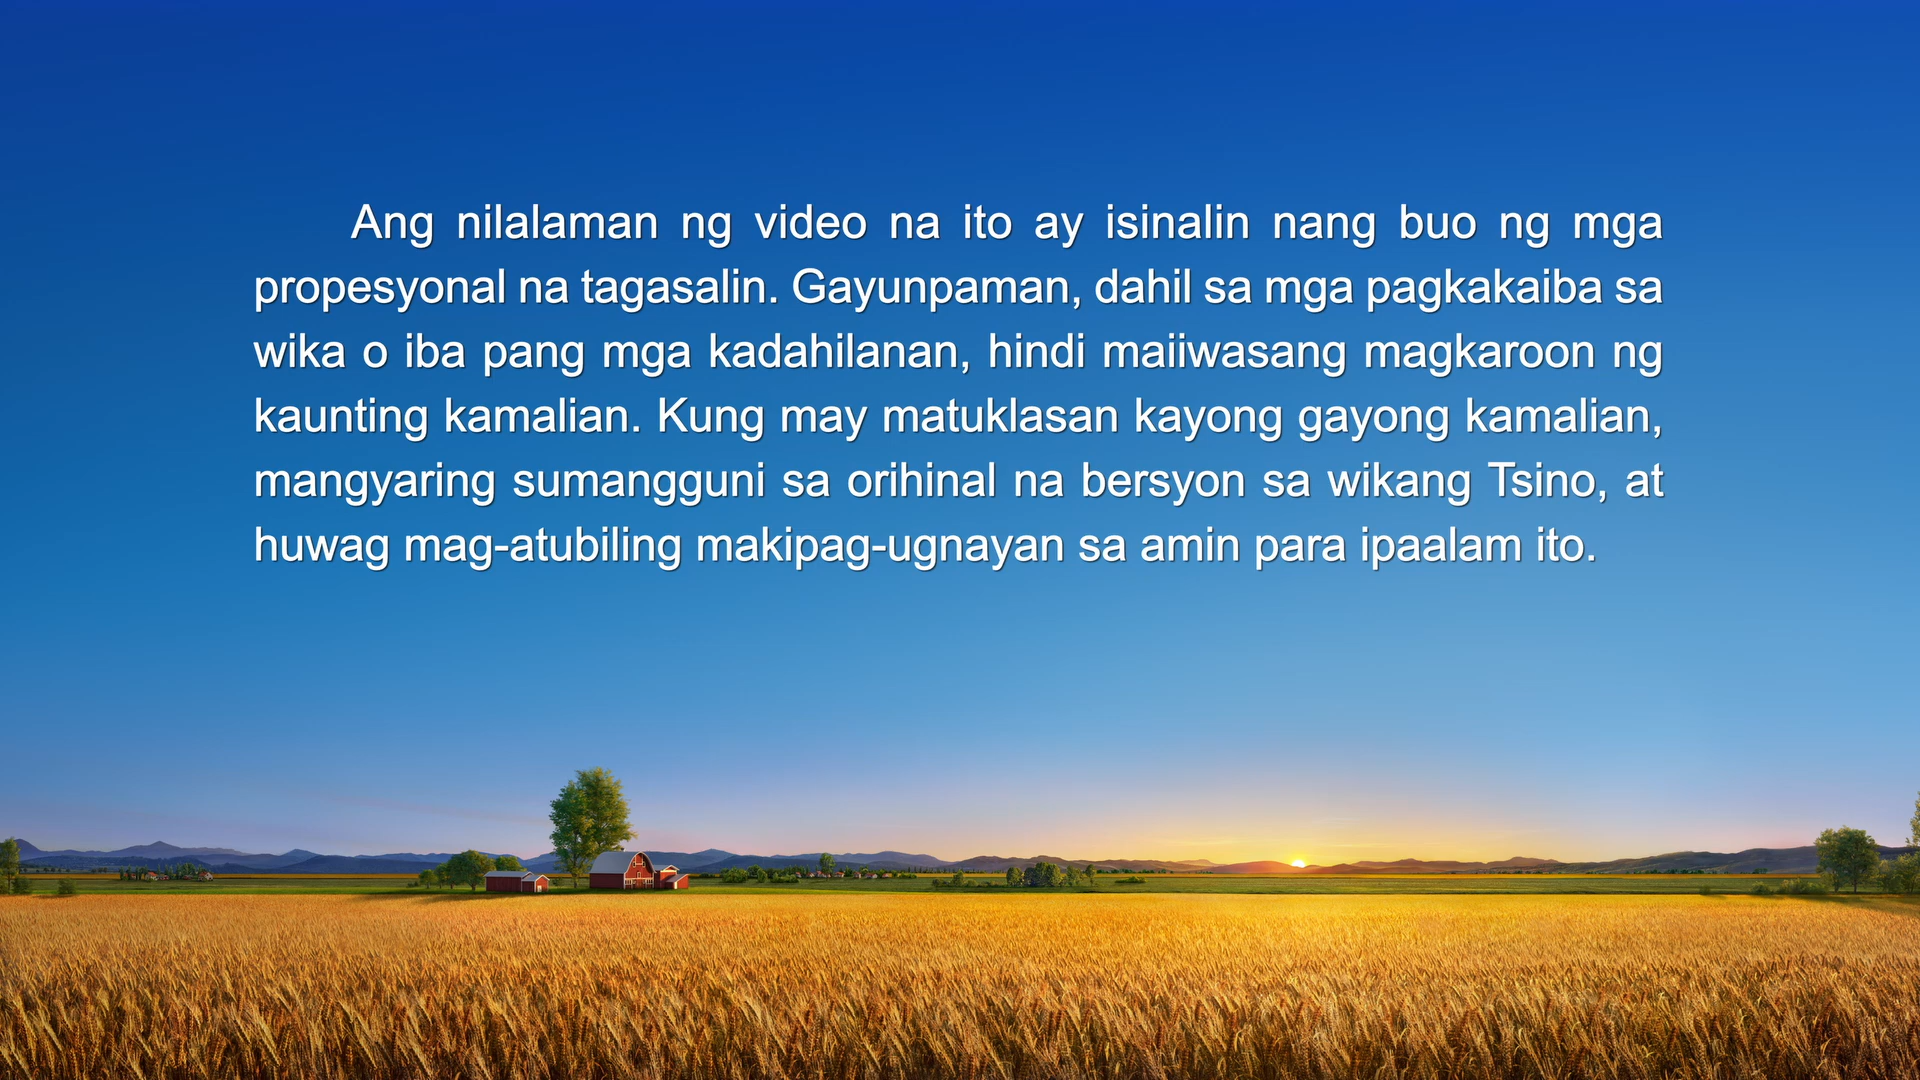 Ang nilalaman ng video na ito ay isinalin nang buo ng mga
propesyonal na tagasalin. Gayunpaman, dahil sa mga pagkakaiba sa
wika o iba pang mga kadahilanan, hindi maiiwasang magkaroon ng
kaunting kamalian. Kung may matuklasan kayong gayong kamalian,
mangyaring sumangguni sa orihinal na bersyon sa wikang Tsino, at
huwag mag-atubiling makipag-ugnayan sa amin para ipaalam ito.